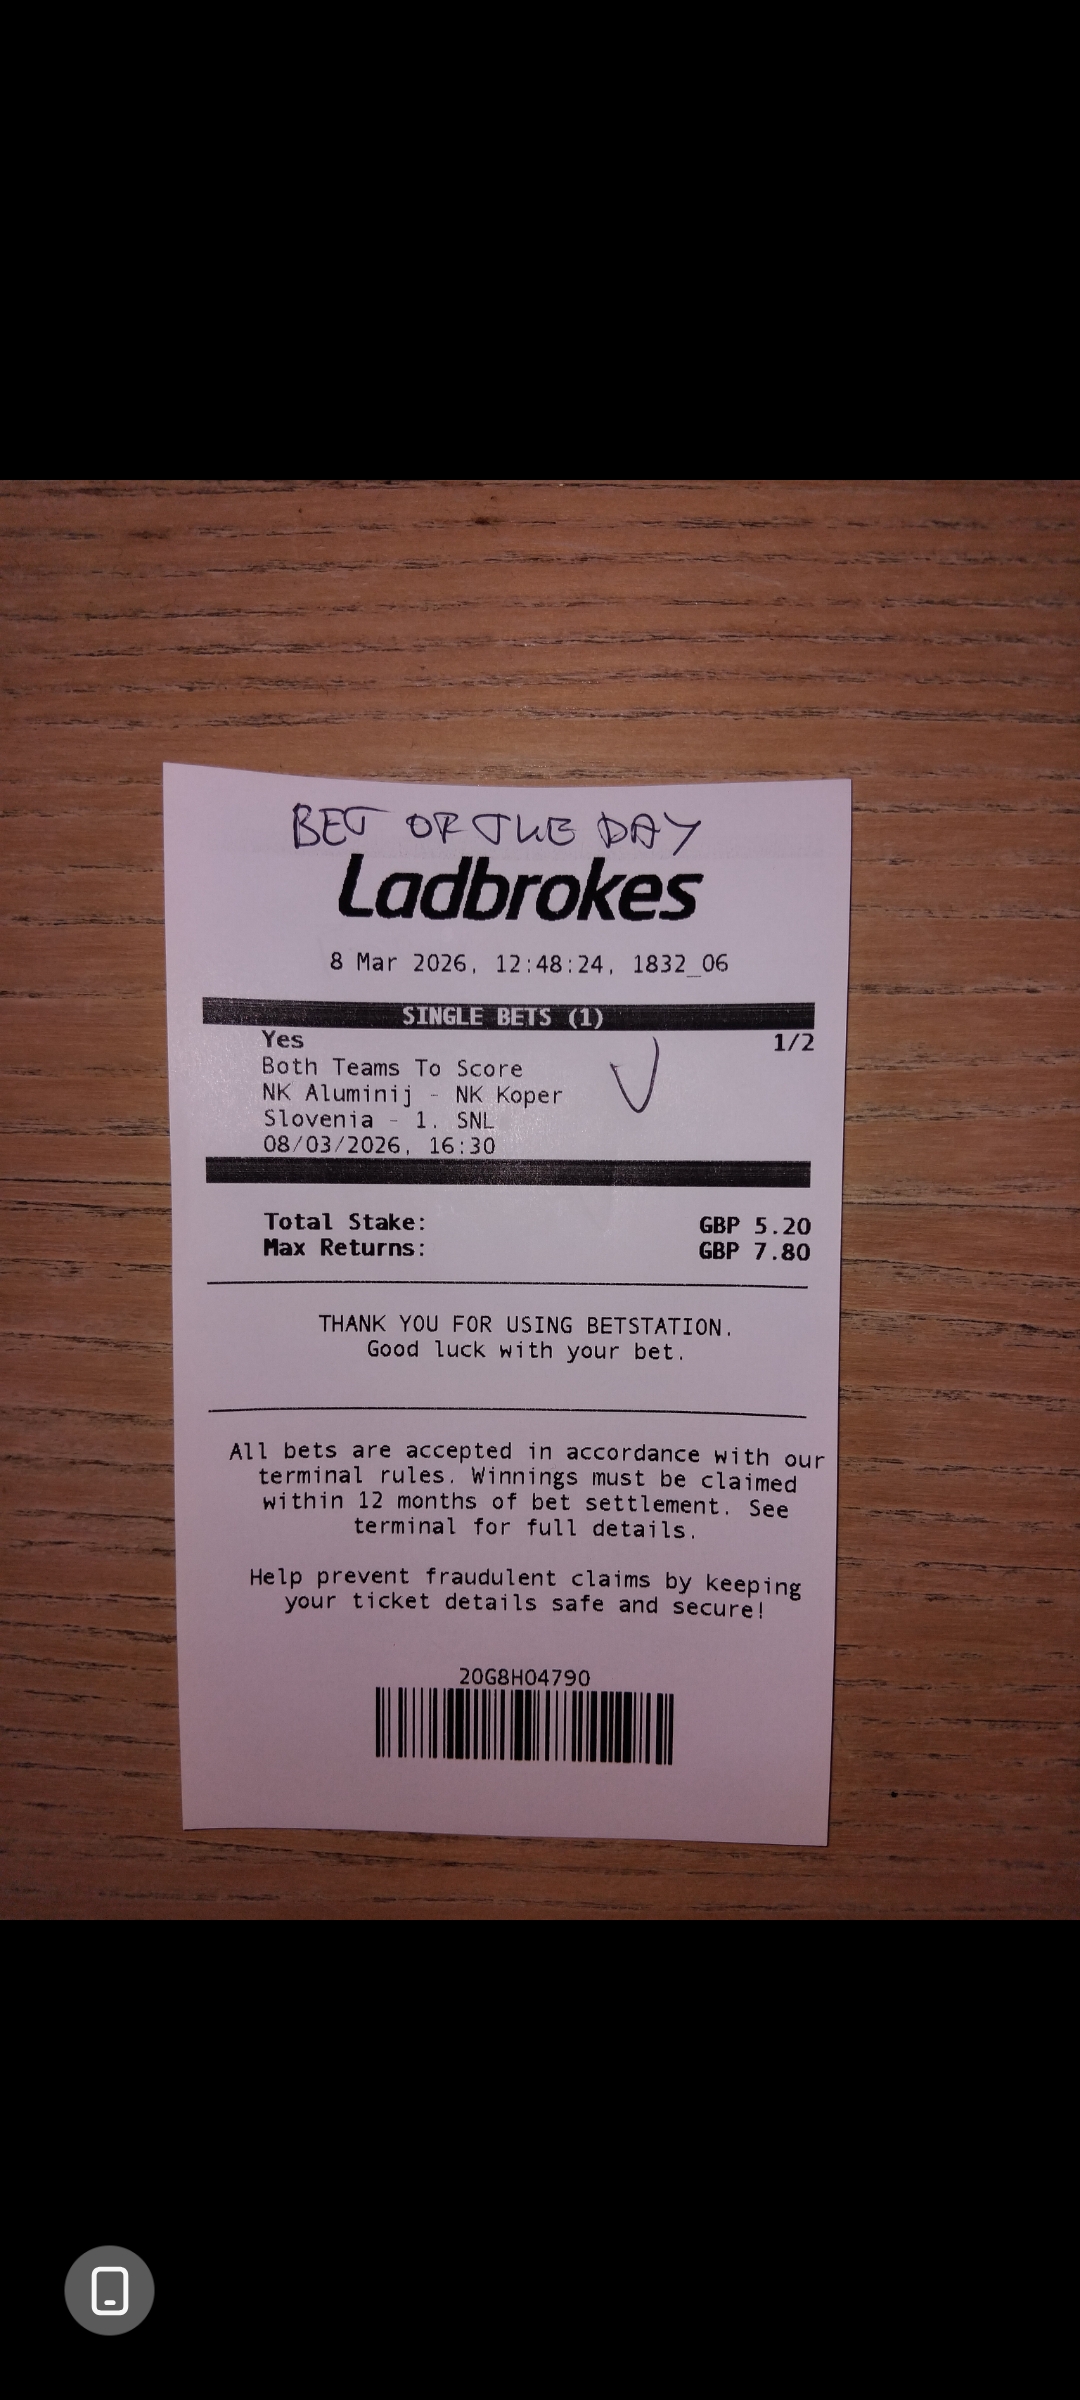 BET OF THE DAY
Ladbrokes
8 Mar 2026, 12:48:24, 1832_06
SINGLE BETS (1)
Yes 1/2
Both Teams To Score
NK Aluminij - NK Koper
Slovenia - 1. SNL
08/03/2026, 16:30
Total Stake: GBP 5.20
Max Returns: GBP 7.80
THANK YOU FOR USING BETSTATION.
Good luck with your bet.
All bets are accepted in accordance with our
terminal rules. Winnings must be claimed
within 12 months of bet settlement. See
terminal for full details.
Help prevent fraudulent claims by keeping
your ticket details safe and secure!
20G8H04790